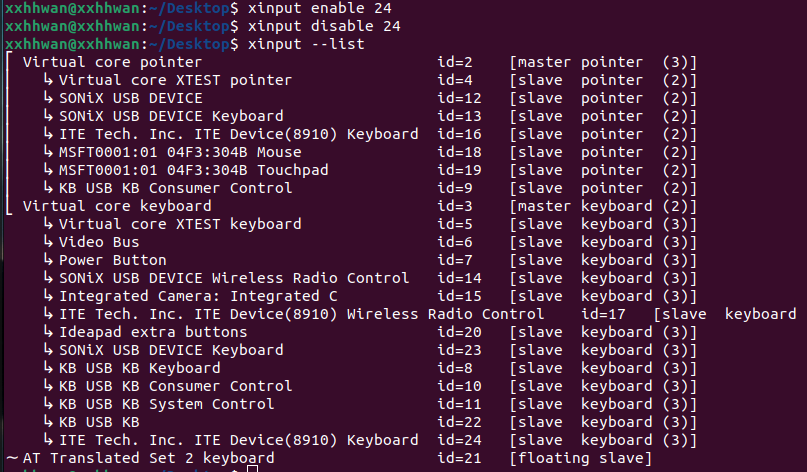 xxhhwan@xxhhwan:~/Desktop$ xinput enable 24
xxhhwan@xxhhwan:~/Desktop$ xinput disable 24
xxhhwan@xxhhwan:~/Desktop$ xinput --list
⎡ Virtual core pointer id=2 [master pointer (3)]
⎜ ↳ Virtual core XTEST pointer id=4 [slave pointer (2)]
⎜ ↳ SONiX USB DEVICE id=12 [slave pointer (2)]
⎜ ↳ SONiX USB DEVICE Keyboard id=13 [slave pointer (2)]
⎜ ↳ ITE Tech. Inc. ITE Device(8910) Keyboard id=16 [slave pointer (2)]
⎜ ↳ MSFT0001:01 04F3:304B Mouse id=18 [slave pointer (2)]
⎜ ↳ MSFT0001:01 04F3:304B Touchpad id=19 [slave pointer (2)]
⎜ ↳ KB USB KB Consumer Control id=9 [slave pointer (2)]
⎣ Virtual core keyboard id=3 [master keyboard (2)]
↳ Virtual core XTEST keyboard id=5 [slave keyboard (3)]
↳ Video Bus id=6 [slave keyboard (3)]
↳ Power Button id=7 [slave keyboard (3)]
↳ SONiX USB DEVICE Wireless Radio Control id=14 [slave keyboard (3)]
↳ Integrated Camera: Integrated C id=15 [slave keyboard (3)]
↳ ITE Tech. Inc. ITE Device(8910) Wireless Radio Control id=17 [slave keyboard
↳ Ideapad extra buttons id=20 [slave keyboard (3)]
↳ SONiX USB DEVICE Keyboard id=23 [slave keyboard (3)]
↳ KB USB KB Keyboard id=8 [slave keyboard (3)]
↳ KB USB KB Consumer Control id=10 [slave keyboard (3)]
↳ KB USB KB System Control id=11 [slave keyboard (3)]
↳ KB USB KB id=22 [slave keyboard (3)]
↳ ITE Tech. Inc. ITE Device(8910) Keyboard id=24 [slave keyboard (3)]
~ AT Translated Set 2 keyboard id=21 [floating slave]
xxhhwan@xxhhwan:~/Desktop$